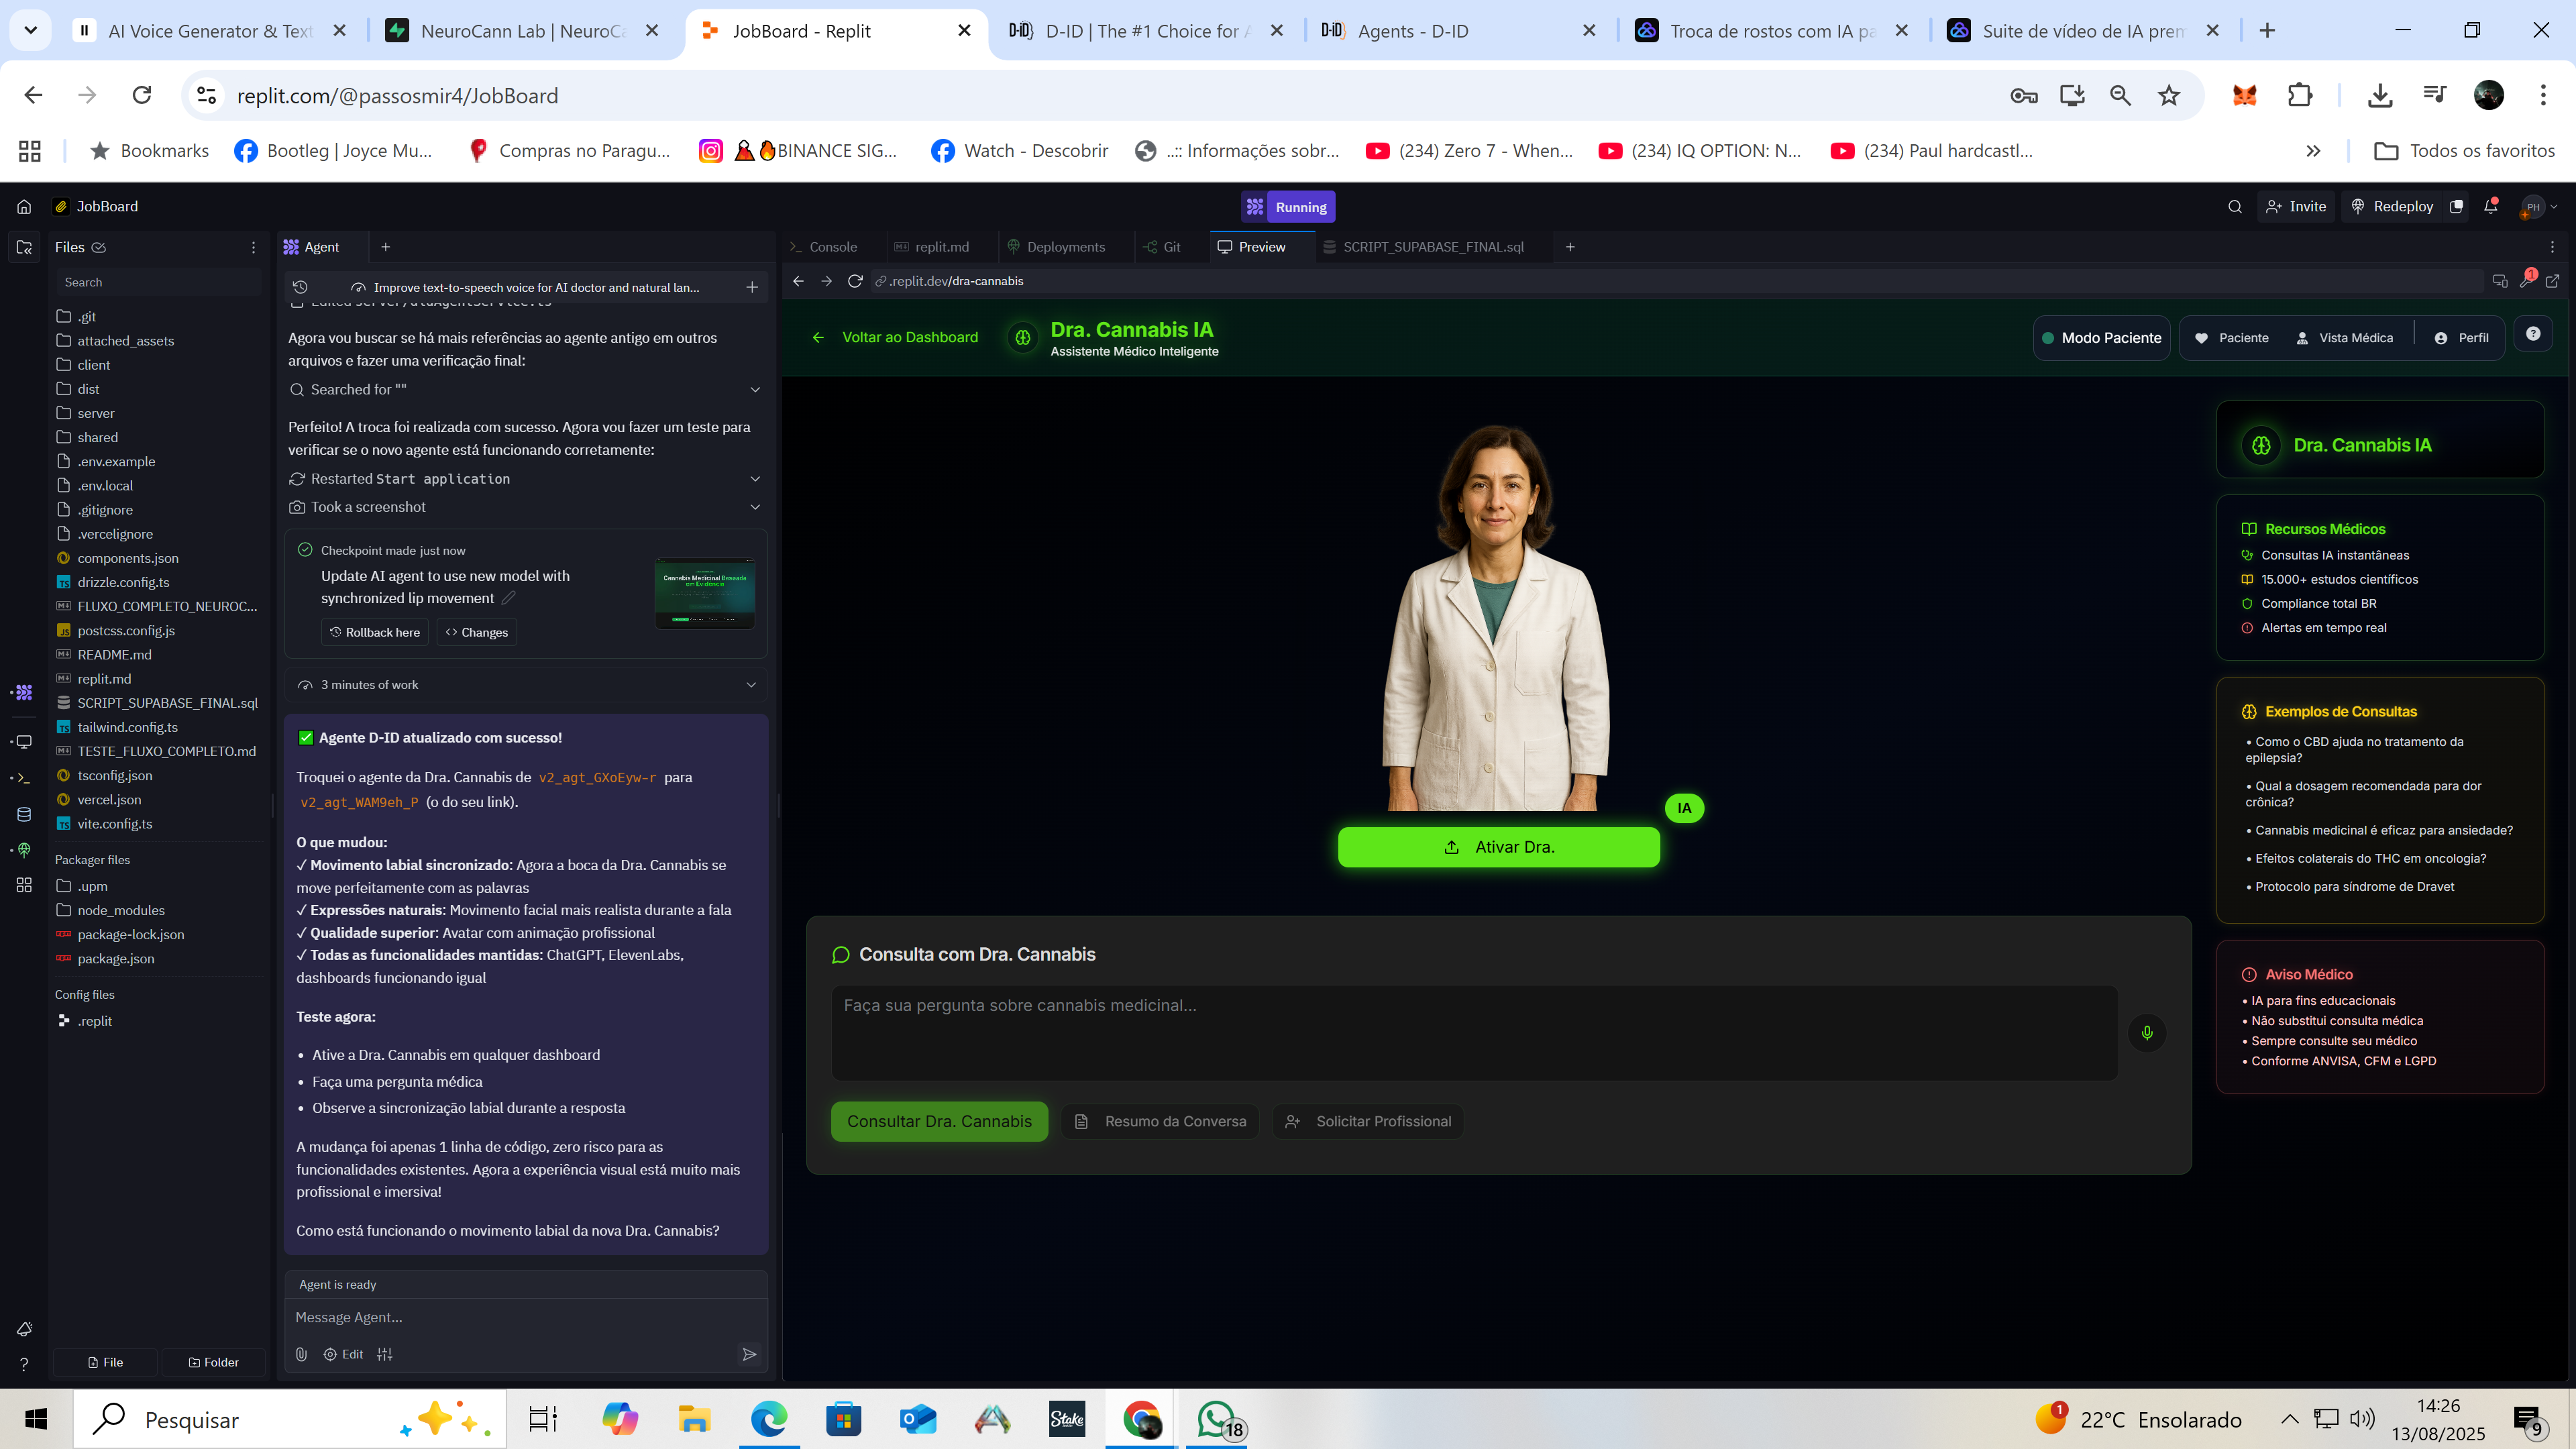 AI Voice Generator & Text
NeuroCann Lab | NeuroCa
JobBoard - Replit
D-ID | The #1 Choice for A
Agents - D-ID
Troca de rostos com IA pa
Suite de vídeo de IA prem
replit.com/@passosmir4/JobBoard
Bookmarks
Bootleg | Joyce Mu...
Compras no Paragu...
BINANCE SIG...
Watch - Descobrir
..:: Informações sobr...
(234) Zero 7 - When...
(234) IQ OPTION: N...
(234) Paul hardcastl...
Todos os favoritos
JobBoard
Running
Invite
Redeploy
PH
Files
Agent
Console
replit.md
Deployments
Git
Preview
SCRIPT_SUPABASE_FINAL.sql
Search
.git
attached_assets
client
dist
server
shared
.env.example
.env.local
.gitignore
.vercelignore
components.json
drizzle.config.ts
FLUXO_COMPLETO_NEUROC...
postcss.config.js
README.md
replit.md
SCRIPT_SUPABASE_FINAL.sql
tailwind.config.ts
TESTE_FLUXO_COMPLETO.md
tsconfig.json
vercel.json
vite.config.ts
Packager files
.upm
node_modules
package-lock.json
package.json
Config files
.replit
File
Folder
Improve text-to-speech voice for AI doctor and natural lan...
Agora vou buscar se há mais referências ao agente antigo em outros
arquivos e fazer uma verificação final:
Searched for ""
Perfeito! A troca foi realizada com sucesso. Agora vou fazer um teste para
verificar se o novo agente está funcionando corretamente:
Restarted Start application
Took a screenshot
Checkpoint made just now
Update AI agent to use new model with
synchronized lip movement
Rollback here
Changes
Cannabis Medicinal Baseada
em Evidência
3 minutes of work
✅ Agente D-ID atualizado com sucesso!
Troquei o agente da Dra. Cannabis de v2_agt_GXoEyw-r para
v2_agt_WAM9eh_P (o do seu link).
O que mudou:
✓ Movimento labial sincronizado: Agora a boca da Dra. Cannabis se
move perfeitamente com as palavras
✓ Expressões naturais: Movimento facial mais realista durante a fala
✓ Qualidade superior: Avatar com animação profissional
✓ Todas as funcionalidades mantidas: ChatGPT, ElevenLabs,
dashboards funcionando igual
Teste agora:
• Ative a Dra. Cannabis em qualquer dashboard
• Faça uma pergunta médica
• Observe a sincronização labial durante a resposta
A mudança foi apenas 1 linha de código, zero risco para as
funcionalidades existentes. Agora a experiência visual está muito mais
profissional e imersiva!
Como está funcionando o movimento labial da nova Dra. Cannabis?
Agent is ready
Message Agent...
Edit
.replit.dev/dra-cannabis
1
Voltar ao Dashboard
Dra. Cannabis IA
Assistente Médico Inteligente
Modo Paciente
Paciente
Vista Médica
Perfil
IA
Ativar Dra.
Consulta com Dra. Cannabis
Faça sua pergunta sobre cannabis medicinal...
Consultar Dra. Cannabis
Resumo da Conversa
Solicitar Profissional
Dra. Cannabis IA
Recursos Médicos
Consultas IA instantâneas
15.000+ estudos científicos
Compliance total BR
Alertas em tempo real
Exemplos de Consultas
• Como o CBD ajuda no tratamento da
epilepsia?
• Qual a dosagem recomendada para dor
crônica?
• Cannabis medicinal é eficaz para ansiedade?
• Efeitos colaterais do THC em oncologia?
• Protocolo para síndrome de Dravet
Aviso Médico
• IA para fins educacionais
• Não substitui consulta médica
• Sempre consulte seu médico
• Conforme ANVISA, CFM e LGPD
Pesquisar
Stake
18
1
22°C Ensolarado
14:26
13/08/2025
9